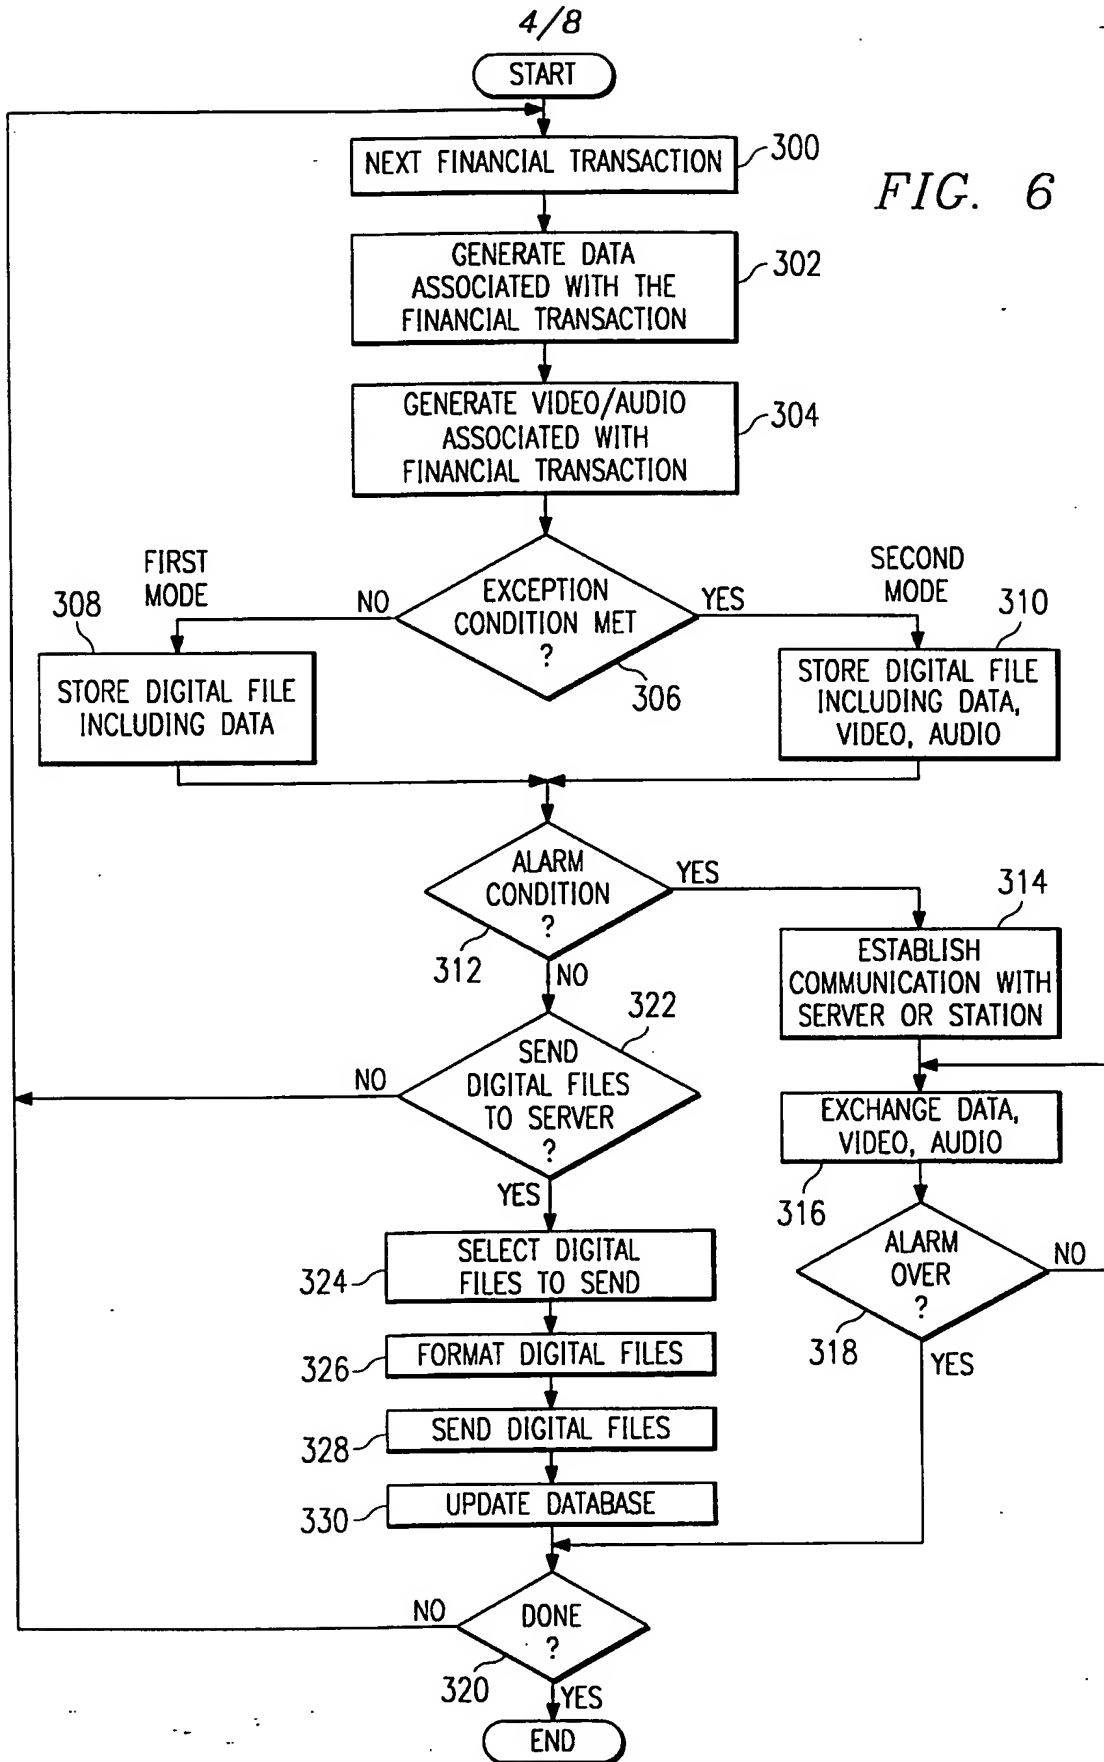 4/8
START
NEXT FINANCIAL TRANSACTION
300
FIG. 6
GENERATE DATA
ASSOCIATED WITH THE
FINANCIAL TRANSACTION
302
GENERATE VIDEO/AUDIO
ASSOCIATED WITH
FINANCIAL TRANSACTION
304
FIRST
MODE
SECOND
MODE
308
NO
EXCEPTION
CONDITION MET
?
YES
306
310
STORE DIGITAL FILE
INCLUDING DATA
STORE DIGITAL FILE
INCLUDING DATA,
VIDEO, AUDIO
ALARM
CONDITION
?
YES
312
NO
314
ESTABLISH
COMMUNICATION WITH
SERVER OR STATION
322
SEND
DIGITAL FILES
TO SERVER
?
NO
YES
EXCHANGE DATA,
VIDEO, AUDIO
316
ALARM
OVER
?
NO
318
YES
SELECT DIGITAL
FILES TO SEND
324
FORMAT DIGITAL FILES
326
SEND DIGITAL FILES
328
UPDATE DATABASE
330
DONE
?
NO
320
YES
END